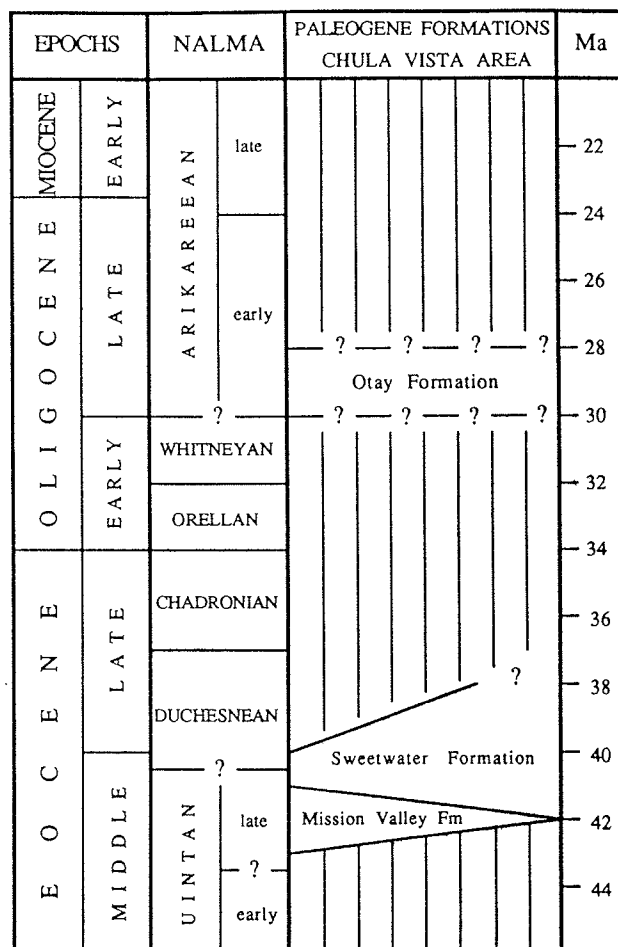 EPOCHS
NALMA
PALEOGENE FORMATIONS
CHULA VISTA AREA
Ma
MIOCENE
EARLY
ARIKAREEAN
late
22
24
OLIGOCENE
LATE
early
26
? ? ? ?
28
Otay Formation
?
? ? ? ?
30
EARLY
WHITNEYAN
32
ORELLAN
34
EOCENE
LATE
CHADRONIAN
36
?
38
DUCHESNEAN
40
Sweetwater Formation
?
MIDDLE
UINTAN
late
Mission Valley Fm
42
?
early
44